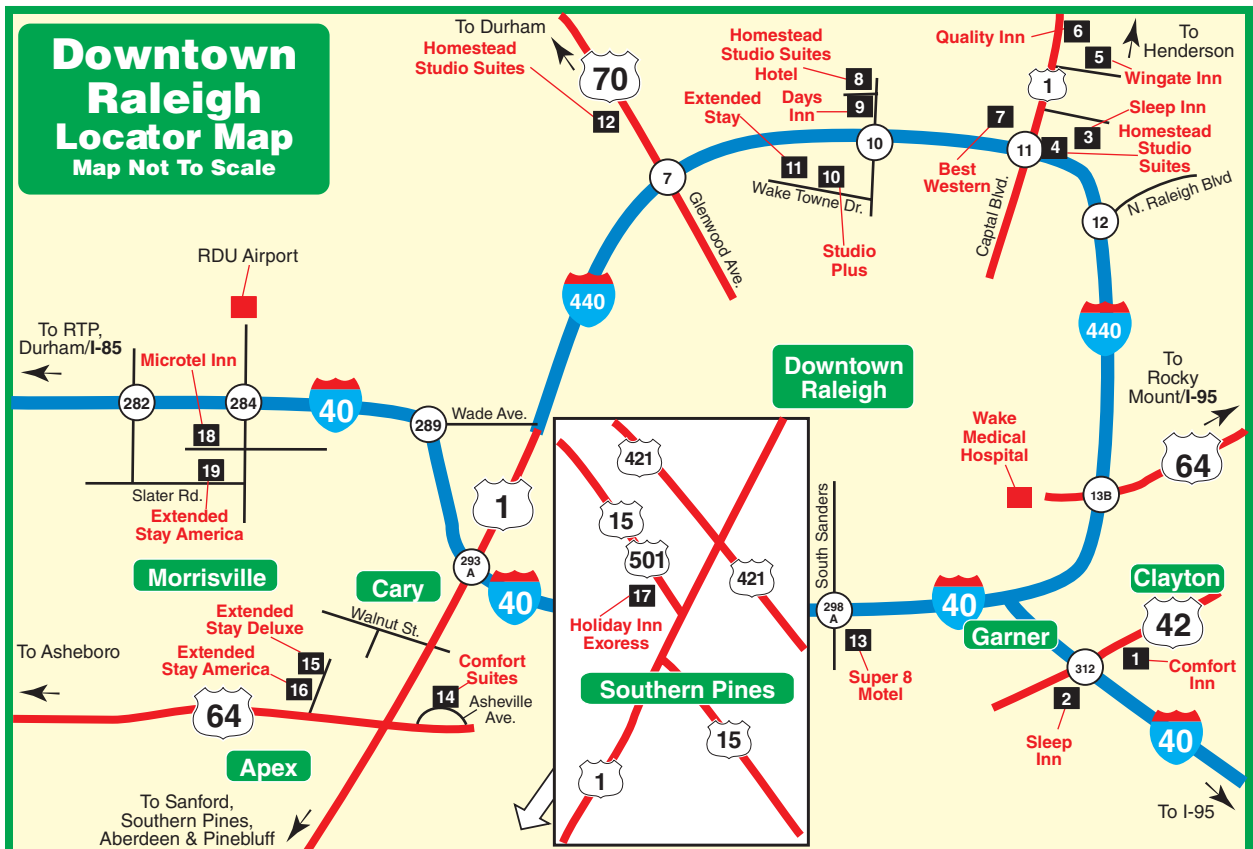 Downtown
Raleigh
Locator Map
Map Not To Scale
To Durham
Homestead
Studio Suites
12
70
7
Glenwood Ave.
Homestead
Studio Suites
Hotel
8
Days
Inn
9
Extended
Stay
11
10
Wake Towne Dr.
Studio
Plus
10
Quality Inn
6
To
Henderson
5
Wingate Inn
1
Sleep Inn
3
7
Best
Western
11
4
Homestead
Studio
Suites
Captal Blvd.
12
N. Raleigh Blvd
440
440
RDU Airport
To RTP,
Durham/I-85
Microtel Inn
282
284
40
289
Wade Ave.
18
19
Slater Rd.
Extended
Stay America
1
Morrisville
Cary
293
A
40
Walnut St.
Extended
Stay Deluxe
15
Extended
Stay America
16
To Asheboro
64
Comfort
Suites
14
Asheville
Ave.
Apex
To Sanford,
Southern Pines,
Aberdeen & Pinebluff
Downtown
Raleigh
421
15
501
421
17
Holiday Inn
Exoress
Southern Pines
15
1
South Sanders
298
A
13
Super 8
Motel
To
Rocky
Mount/I-95
Wake
Medical
Hospital
64
13B
40
Clayton
42
Garner
312
1
Comfort
Inn
2
Sleep
Inn
40
To I-95